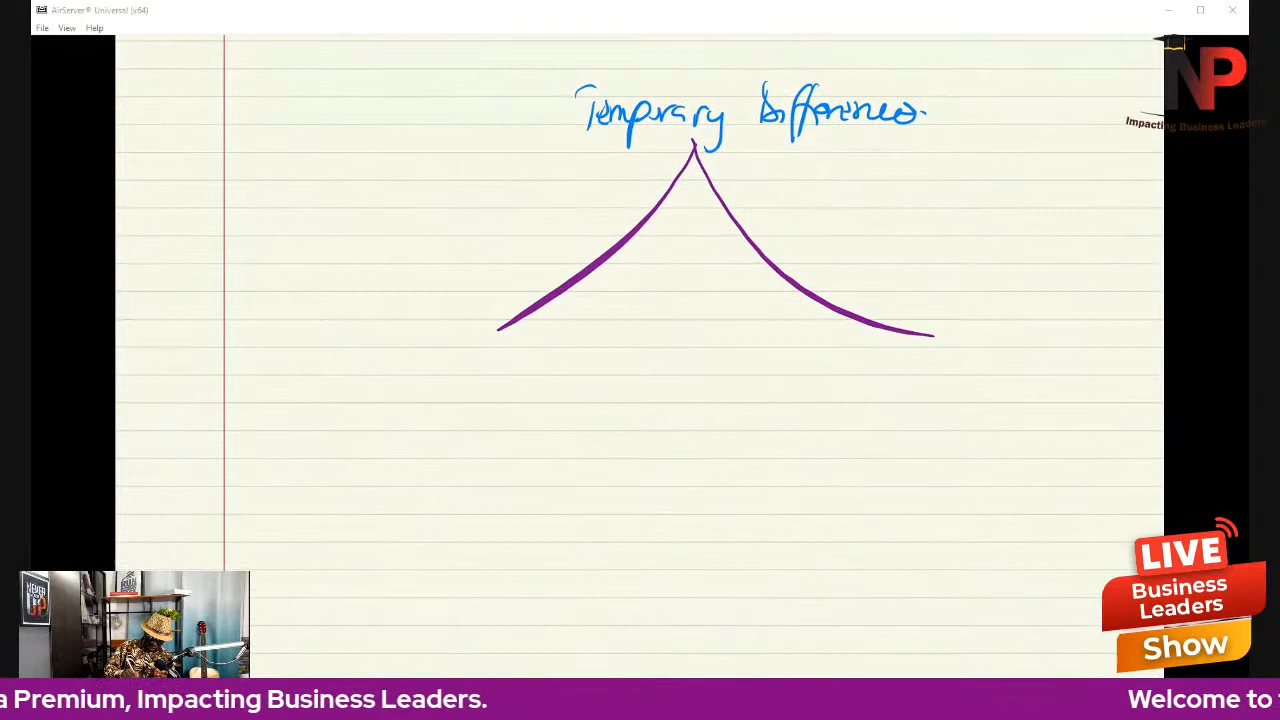 AirServer® Universal (x64)
File View Help
Temporary Differences
NP
Impacting Business Leaders
LIVE
Business
Leaders
Show
a Premium, Impacting Business Leaders.
Welcome to